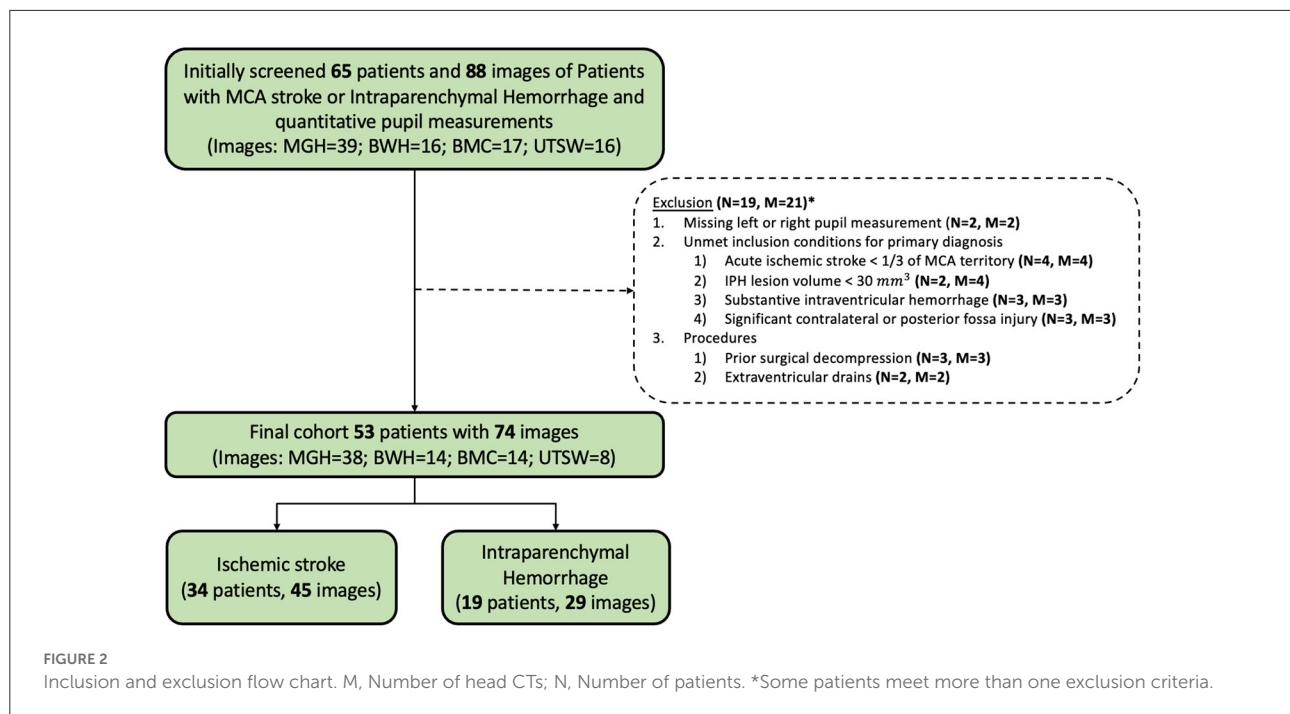 Initially screened 65 patients and 88 images of Patients
with MCA stroke or Intraparenchymal Hemorrhage and
quantitative pupil measurements
(Images: MGH=39; BWH=16; BMC=17; UTSW=16)
Exclusion (N=19, M=21)*
1. Missing left or right pupil measurement (N=2, M=2)
2. Unmet inclusion conditions for primary diagnosis
1) Acute ischemic stroke < 1/3 of MCA territory (N=4, M=4)
2) IPH lesion volume < 30 mm³ (N=2, M=4)
3) Substantive intraventricular hemorrhage (N=3, M=3)
4) Significant contralateral or posterior fossa injury (N=3, M=3)
3. Procedures
1) Prior surgical decompression (N=3, M=3)
2) Extraventricular drains (N=2, M=2)
Final cohort 53 patients with 74 images
(Images: MGH=38; BWH=14; BMC=14; UTSW=8)
Ischemic stroke
(34 patients, 45 images)
Intraparenchymal
Hemorrhage
(19 patients, 29 images)
FIGURE 2
Inclusion and exclusion flow chart. M, Number of head CTs; N, Number of patients. *Some patients meet more than one exclusion criteria.